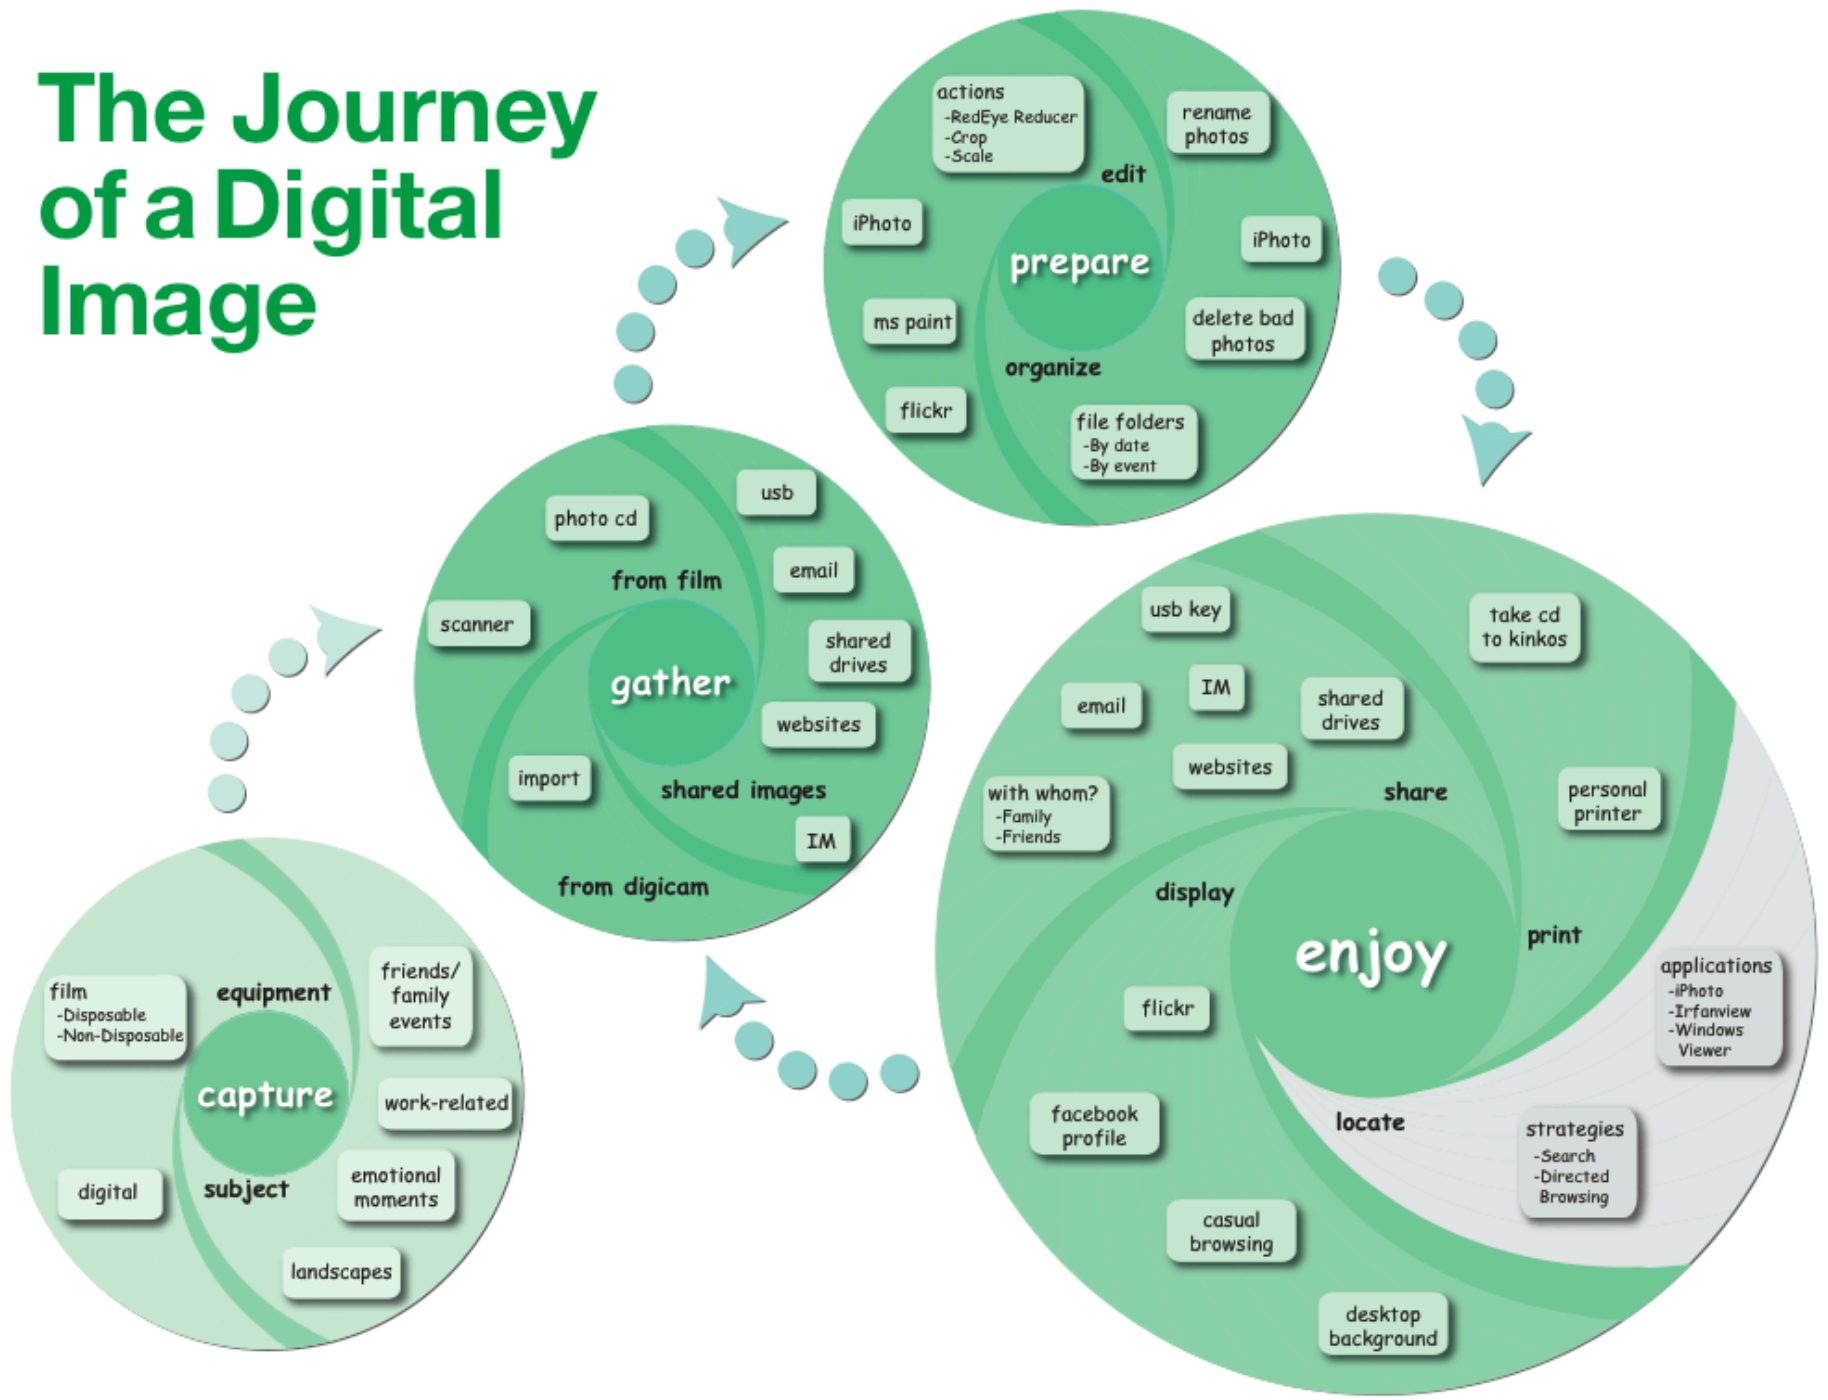 The Journey
of a Digital
Image
capture
equipment
film
-Disposable
-Non-Disposable
digital
subject
friends/
family
events
work-related
emotional
moments
landscapes
gather
from film
photo cd
scanner
shared images
usb
email
shared
drives
websites
IM
from digicam
import
prepare
edit
actions
-RedEye Reducer
-Crop
-Scale
iPhoto
ms paint
flickr
organize
rename
photos
iPhoto
delete bad
photos
file folders
-By date
-By event
enjoy
share
usb key
email
IM
shared
drives
websites
with whom?
-Family
-Friends
print
take cd
to kinkos
personal
printer
display
flickr
facebook
profile
casual
browsing
desktop
background
locate
applications
-iPhoto
-Irfanview
-Windows
Viewer
strategies
-Search
-Directed
Browsing